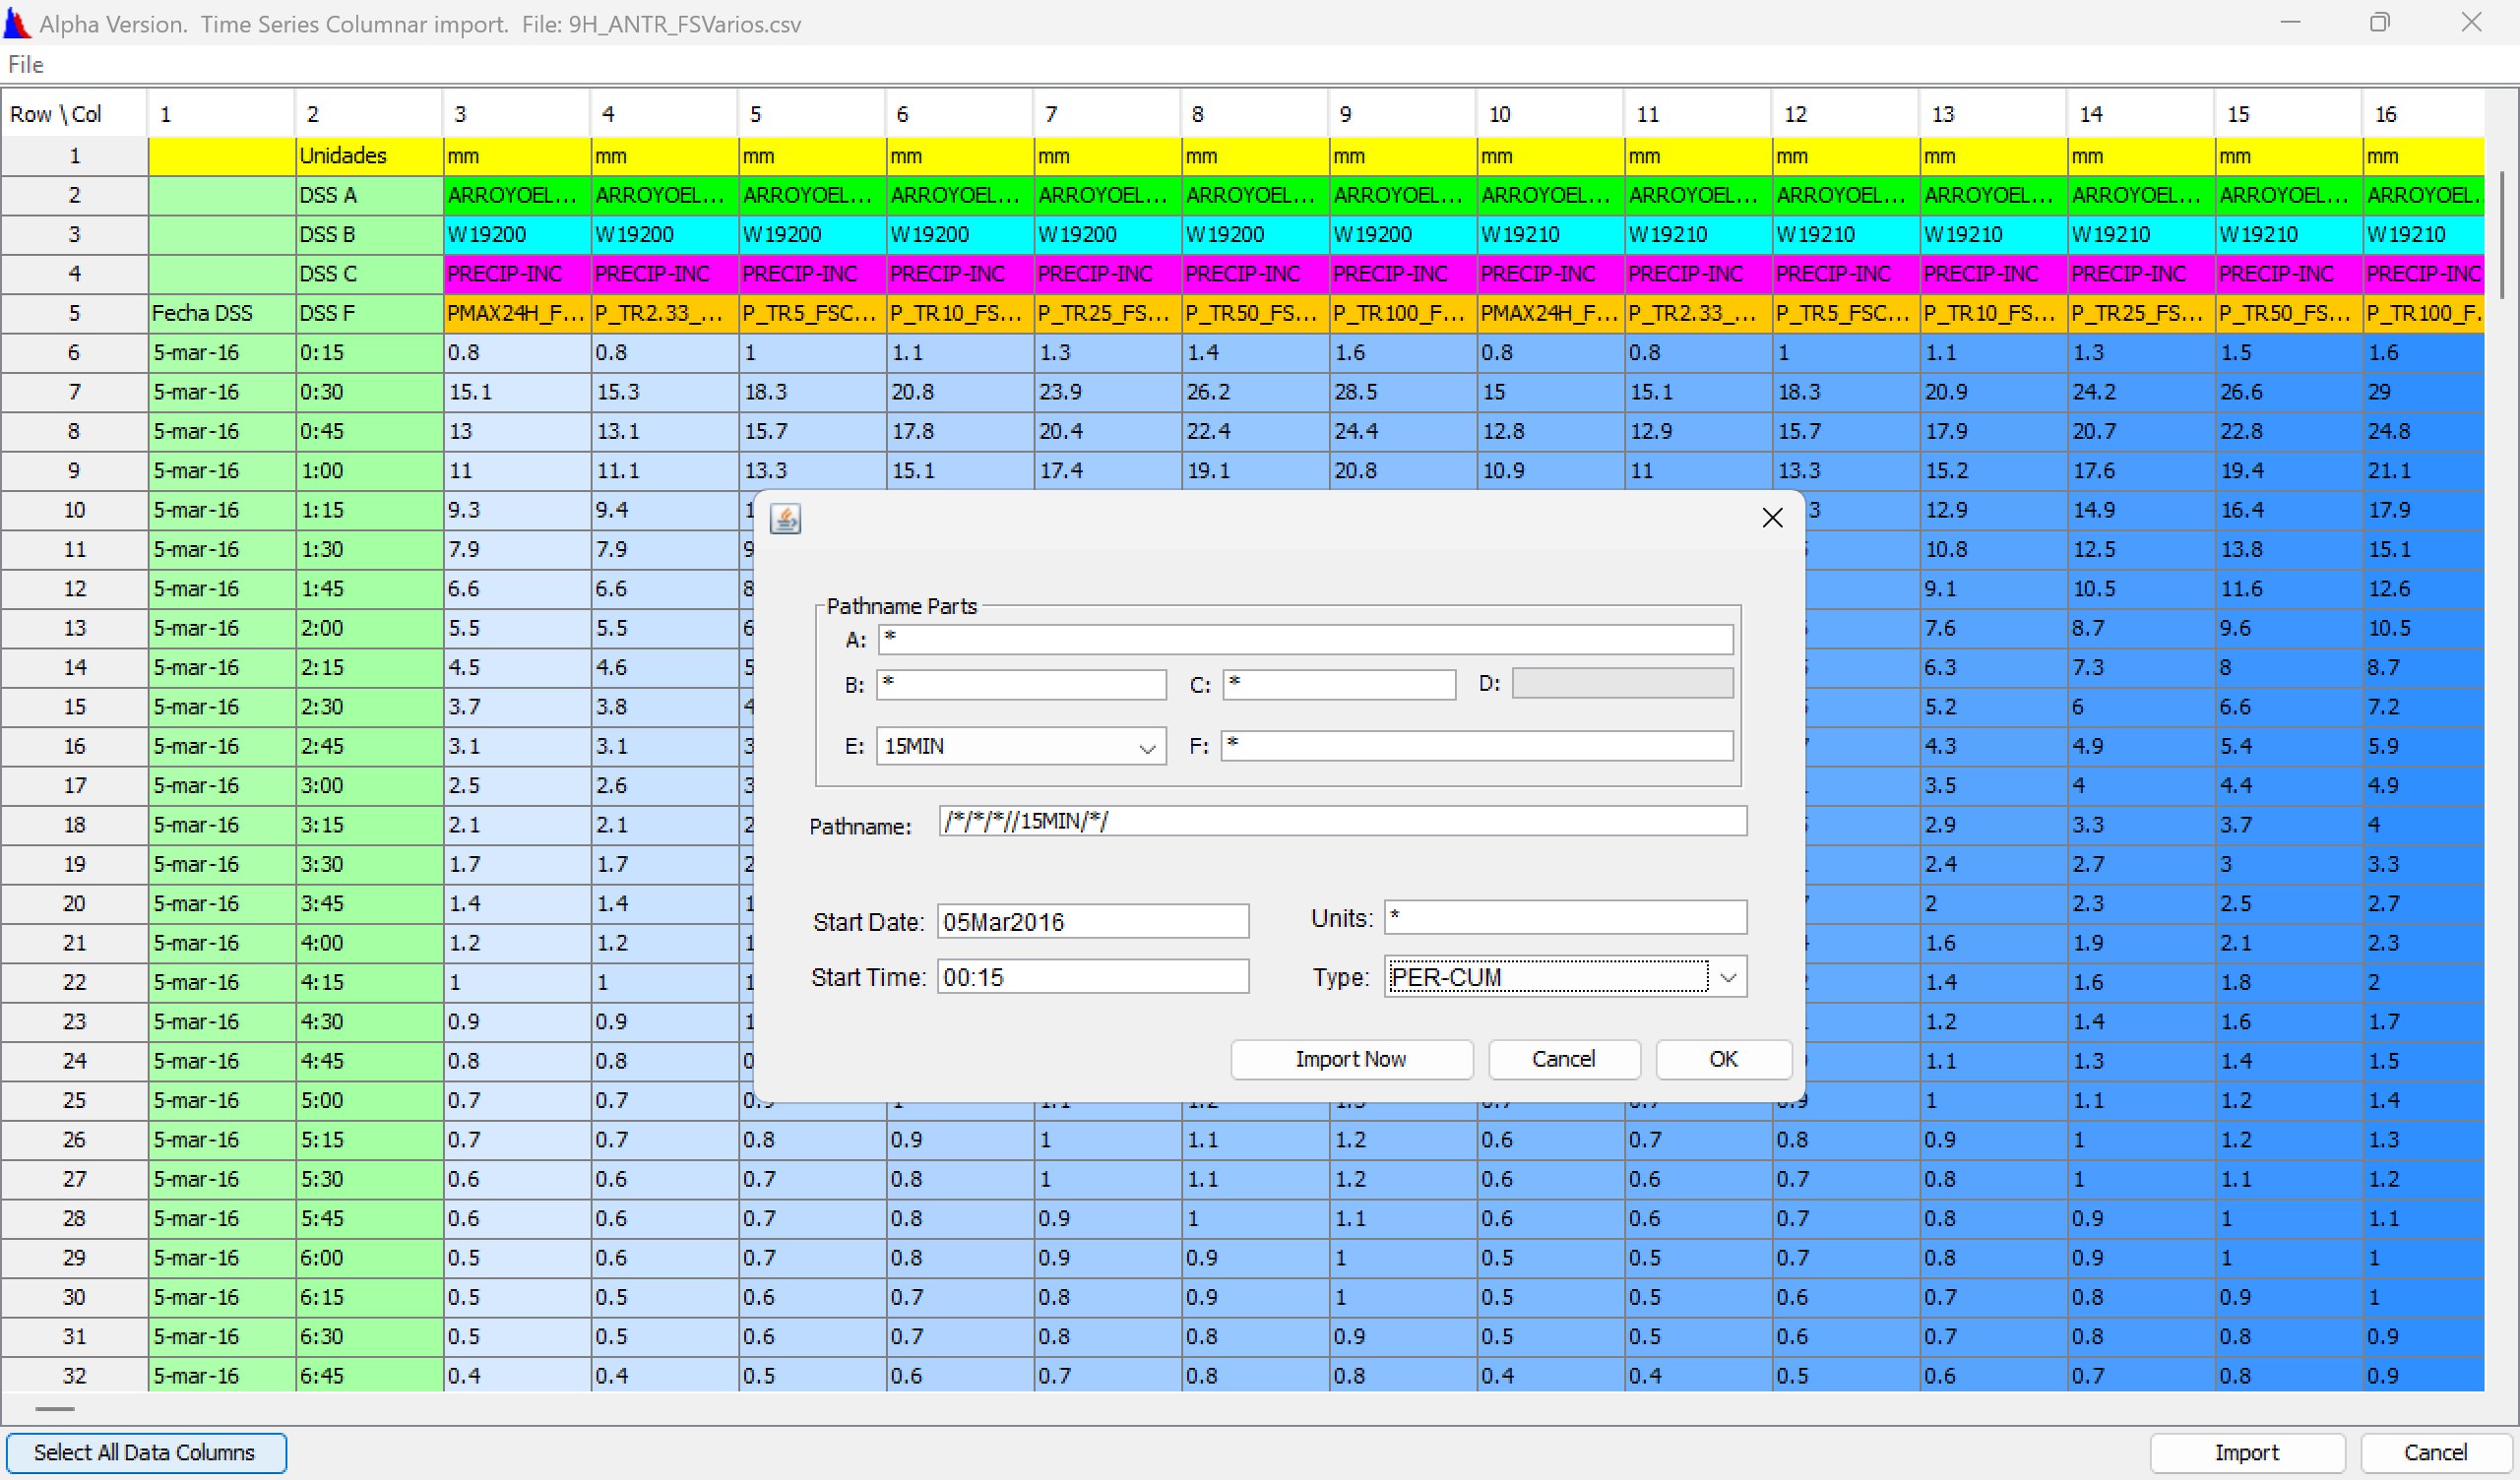 Alpha Version. Time Series Columnar import. File: 9H_ANTR_FSVarios.csv
File
Row \ Col 1 2 3 4 5 6 7 8 9 10 11 12 13 14 15 16
1 Unidades mm mm mm mm mm mm mm mm mm mm mm mm mm mm
2 DSS A ARROYOEL... ARROYOEL... ARROYOEL... ARROYOEL... ARROYOEL... ARROYOEL... ARROYOEL... ARROYOEL... ARROYOEL... ARROYOEL... ARROYOEL... ARROYOEL... ARROYOEL... ARROYOEL.
3 DSS B W19200 W19200 W19200 W19200 W19200 W19200 W19200 W19210 W19210 W19210 W19210 W19210 W19210 W19210
4 DSS C PRECIP-INC PRECIP-INC PRECIP-INC PRECIP-INC PRECIP-INC PRECIP-INC PRECIP-INC PRECIP-INC PRECIP-INC PRECIP-INC PRECIP-INC PRECIP-INC PRECIP-INC PRECIP-INC
5 Fecha DSS DSS F PMAX24H_F... P_TR2.33_... P_TR5_FSC... P_TR10_FS... P_TR25_FS... P_TR50_FS... P_TR100_F... PMAX24H_F... P_TR2.33_... P_TR5_FSC... P_TR10_FS... P_TR25_FS... P_TR50_FS... P_TR100_F.
6 5-mar-16 0:15 0.8 0.8 1 1.1 1.3 1.4 1.6 0.8 0.8 1 1.1 1.3 1.5 1.6
7 5-mar-16 0:30 15.1 15.3 18.3 20.8 23.9 26.2 28.5 15 15.1 18.3 20.9 24.2 26.6 29
8 5-mar-16 0:45 13 13.1 15.7 17.8 20.4 22.4 24.4 12.8 12.9 15.7 17.9 20.7 22.8 24.8
9 5-mar-16 1:00 11 11.1 13.3 15.1 17.4 19.1 20.8 10.9 11 13.3 15.2 17.6 19.4 21.1
10 5-mar-16 1:15 9.3 9.4 12.9 14.9 16.4 17.9
11 5-mar-16 1:30 7.9 7.9 10.8 12.5 13.8 15.1
12 5-mar-16 1:45 6.6 6.6 9.1 10.5 11.6 12.6
13 5-mar-16 2:00 5.5 5.5 7.6 8.7 9.6 10.5
14 5-mar-16 2:15 4.5 4.6 6.3 7.3 8 8.7
15 5-mar-16 2:30 3.7 3.8 5.2 6 6.6 7.2
16 5-mar-16 2:45 3.1 3.1 4.3 4.9 5.4 5.9
17 5-mar-16 3:00 2.5 2.6 3.5 4 4.4 4.9
18 5-mar-16 3:15 2.1 2.1 2.9 3.3 3.7 4
19 5-mar-16 3:30 1.7 1.7 2.4 2.7 3 3.3
20 5-mar-16 3:45 1.4 1.4 2 2.3 2.5 2.7
21 5-mar-16 4:00 1.2 1.2 1.6 1.9 2.1 2.3
22 5-mar-16 4:15 1 1 1.4 1.6 1.8 2
23 5-mar-16 4:30 0.9 0.9 1.2 1.4 1.6 1.7
24 5-mar-16 4:45 0.8 0.8 1.1 1.3 1.4 1.5
25 5-mar-16 5:00 0.7 0.7 1 1.1 1.2 1.4
26 5-mar-16 5:15 0.7 0.7 0.8 0.9 1 1.1 1.2 0.6 0.7 0.8 0.9 1 1.2 1.3
27 5-mar-16 5:30 0.6 0.6 0.7 0.8 1 1.1 1.2 0.6 0.6 0.7 0.8 1 1.1 1.2
28 5-mar-16 5:45 0.6 0.6 0.7 0.8 0.9 1 1.1 0.6 0.6 0.7 0.8 0.9 1 1.1
29 5-mar-16 6:00 0.5 0.6 0.7 0.8 0.9 0.9 1 0.5 0.5 0.7 0.8 0.9 1 1
30 5-mar-16 6:15 0.5 0.5 0.6 0.7 0.8 0.9 1 0.5 0.5 0.6 0.7 0.8 0.9 1
31 5-mar-16 6:30 0.5 0.5 0.6 0.7 0.8 0.8 0.9 0.5 0.5 0.6 0.7 0.8 0.8 0.9
32 5-mar-16 6:45 0.4 0.4 0.5 0.6 0.7 0.8 0.8 0.4 0.4 0.5 0.6 0.7 0.8 0.9
Pathname Parts
A: *
B: * C: * D:
E: 15MIN F: *
Pathname: /*/*/*//15MIN/*/
Start Date: 05Mar2016 Units: *
Start Time: 00:15 Type: PER-CUM
Import Now Cancel OK
Select All Data Columns Import Cancel